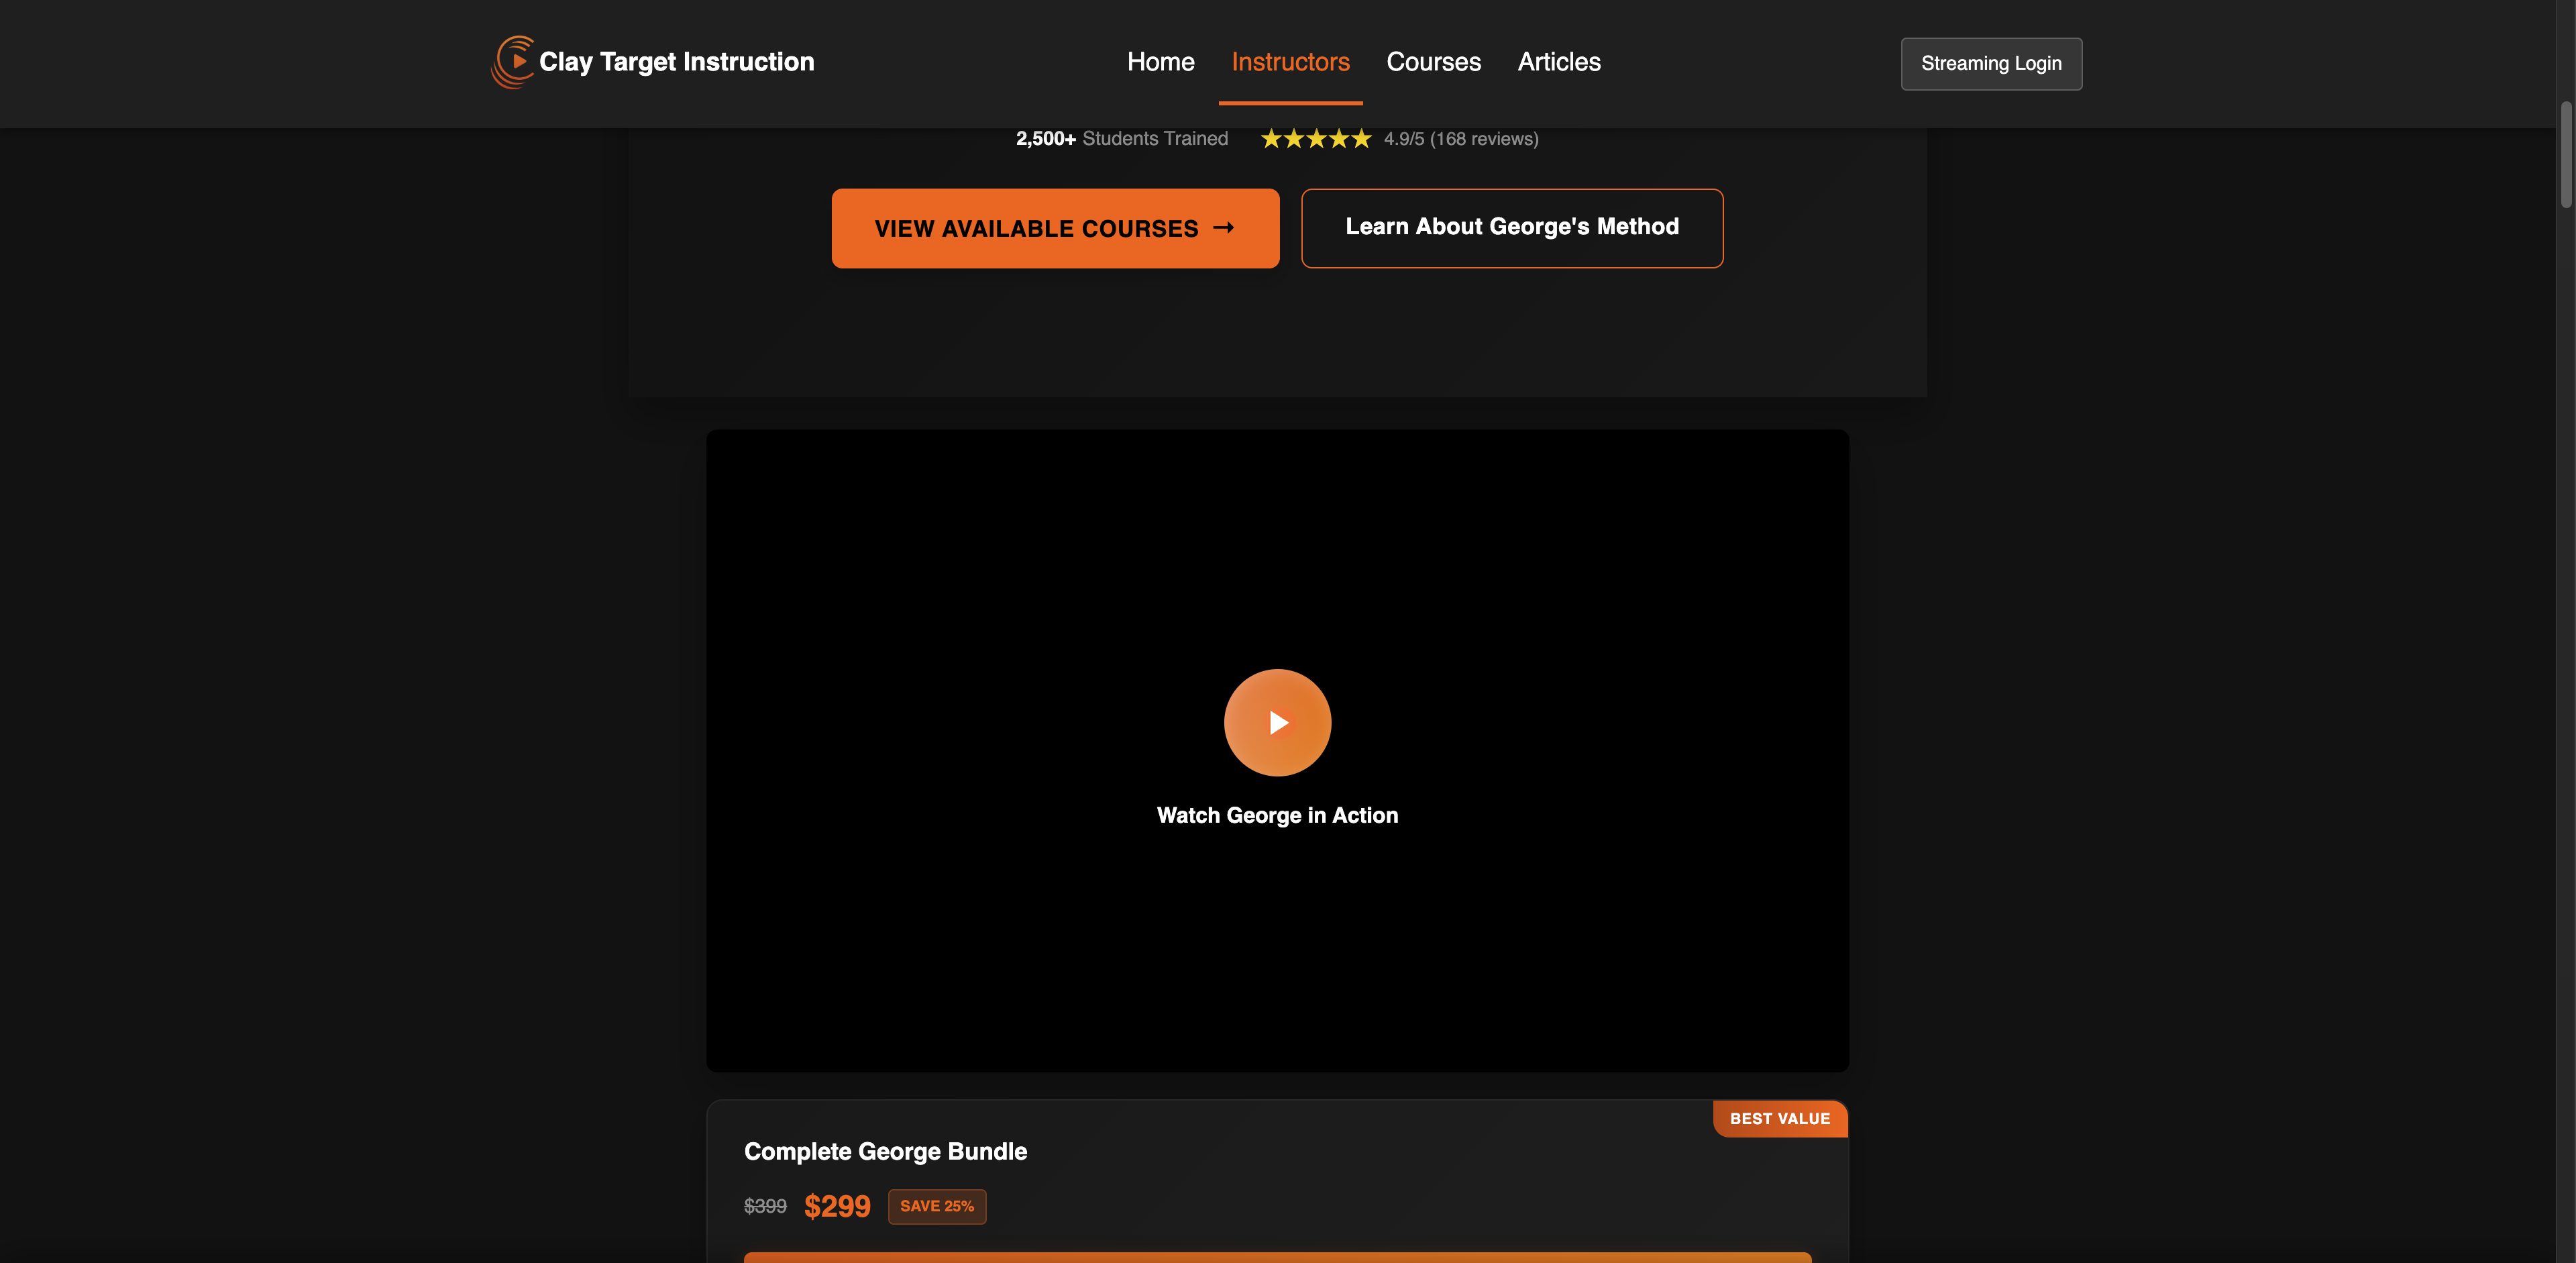 Clay Target Instruction
Home Instructors Courses Articles
Streaming Login
2,500+ Students Trained ★★★★★ 4.9/5 (168 reviews)
VIEW AVAILABLE COURSES →
Learn About George's Method
Watch George in Action
BEST VALUE
Complete George Bundle
$399 $299 SAVE 25%